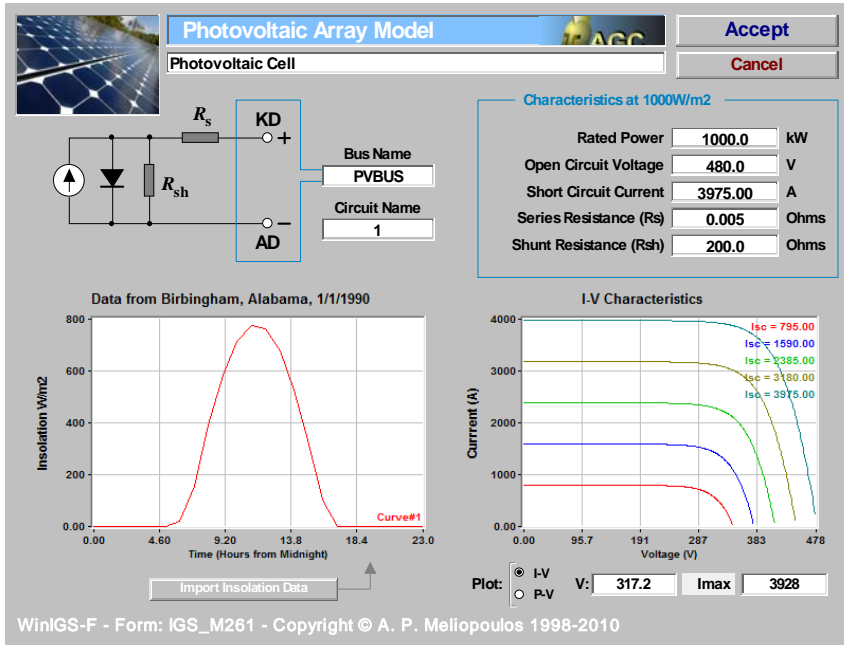 Photovoltaic Array Model
AGC
Accept
Photovoltaic Cell
Cancel
Characteristics at 1000W/m2
Rs
KD
+
Rated Power 1000.0 kW
Bus Name
Open Circuit Voltage 480.0 V
PVBUS
Rsh
Short Circuit Current 3975.00 A
Circuit Name
Series Resistance (Rs) 0.005 Ohms
1
−
AD
Shunt Resistance (Rsh) 200.0 Ohms
Data from Birbingham, Alabama, 1/1/1990
800
600
400
200
0.00
Insolation W/m2
Curve#1
0.00 4.60 9.20 13.8 18.4 23.0
Time (Hours from Midnight)
Import Insolation Data
I-V Characteristics
4000
3000
2000
1000
0.00
Currrent (A)
Isc = 795.00
Isc = 1590.00
Isc = 2385.00
Isc = 3180.00
Isc = 3975.00
0.00 95.7 191 287 383 478
Voltage (V)
Plot: I-V P-V V: 317.2 Imax 3928
WinIGS-F - Form: IGS_M261 - Copyright © A. P. Meliopoulos 1998-2010